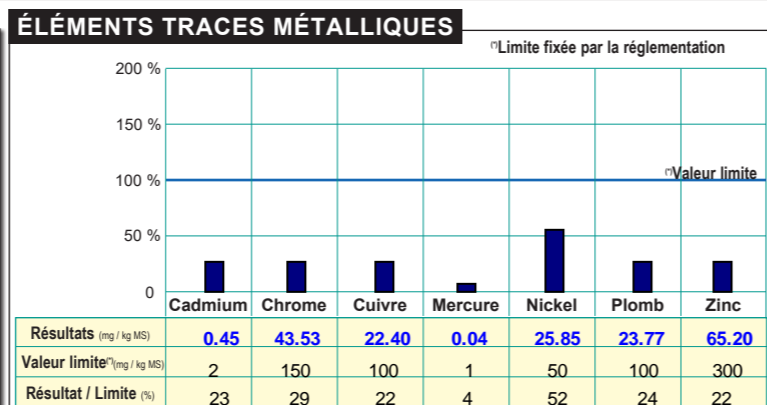 ÉLÉMENTS TRACES MÉTALLIQUES
(*)Limite fixée par la réglementation
200 %
150 %
100 %
(*)Valeur limite
50 %
0
Cadmium Chrome Cuivre Mercure Nickel Plomb Zinc
Résultats (mg / kg MS) 0.45 43.53 22.40 0.04 25.85 23.77 65.20
Valeur limite(*)(mg / kg MS) 2 150 100 1 50 100 300
Résultat / Limite (%) 23 29 22 4 52 24 22